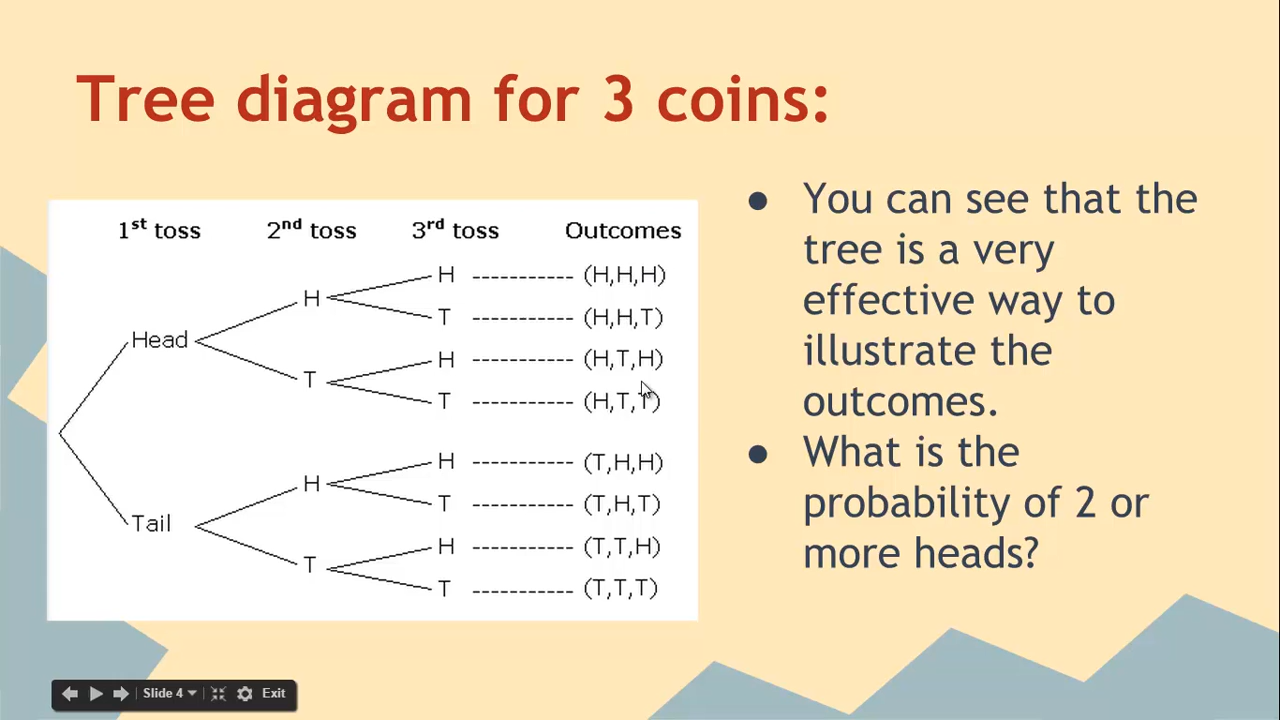 Tree diagram for 3 coins:
1st toss 2nd toss 3rd toss Outcomes
H ----------- (H,H,H)
H
T ----------- (H,H,T)
Head
H ----------- (H,T,H)
T
T ----------- (H,T,T)
H ----------- (T,H,H)
H
T ----------- (T,H,T)
Tail
H ----------- (T,T,H)
T
T ----------- (T,T,T)
● You can see that the
tree is a very
effective way to
illustrate the
outcomes.
● What is the
probability of 2 or
more heads?
Slide 4 Exit